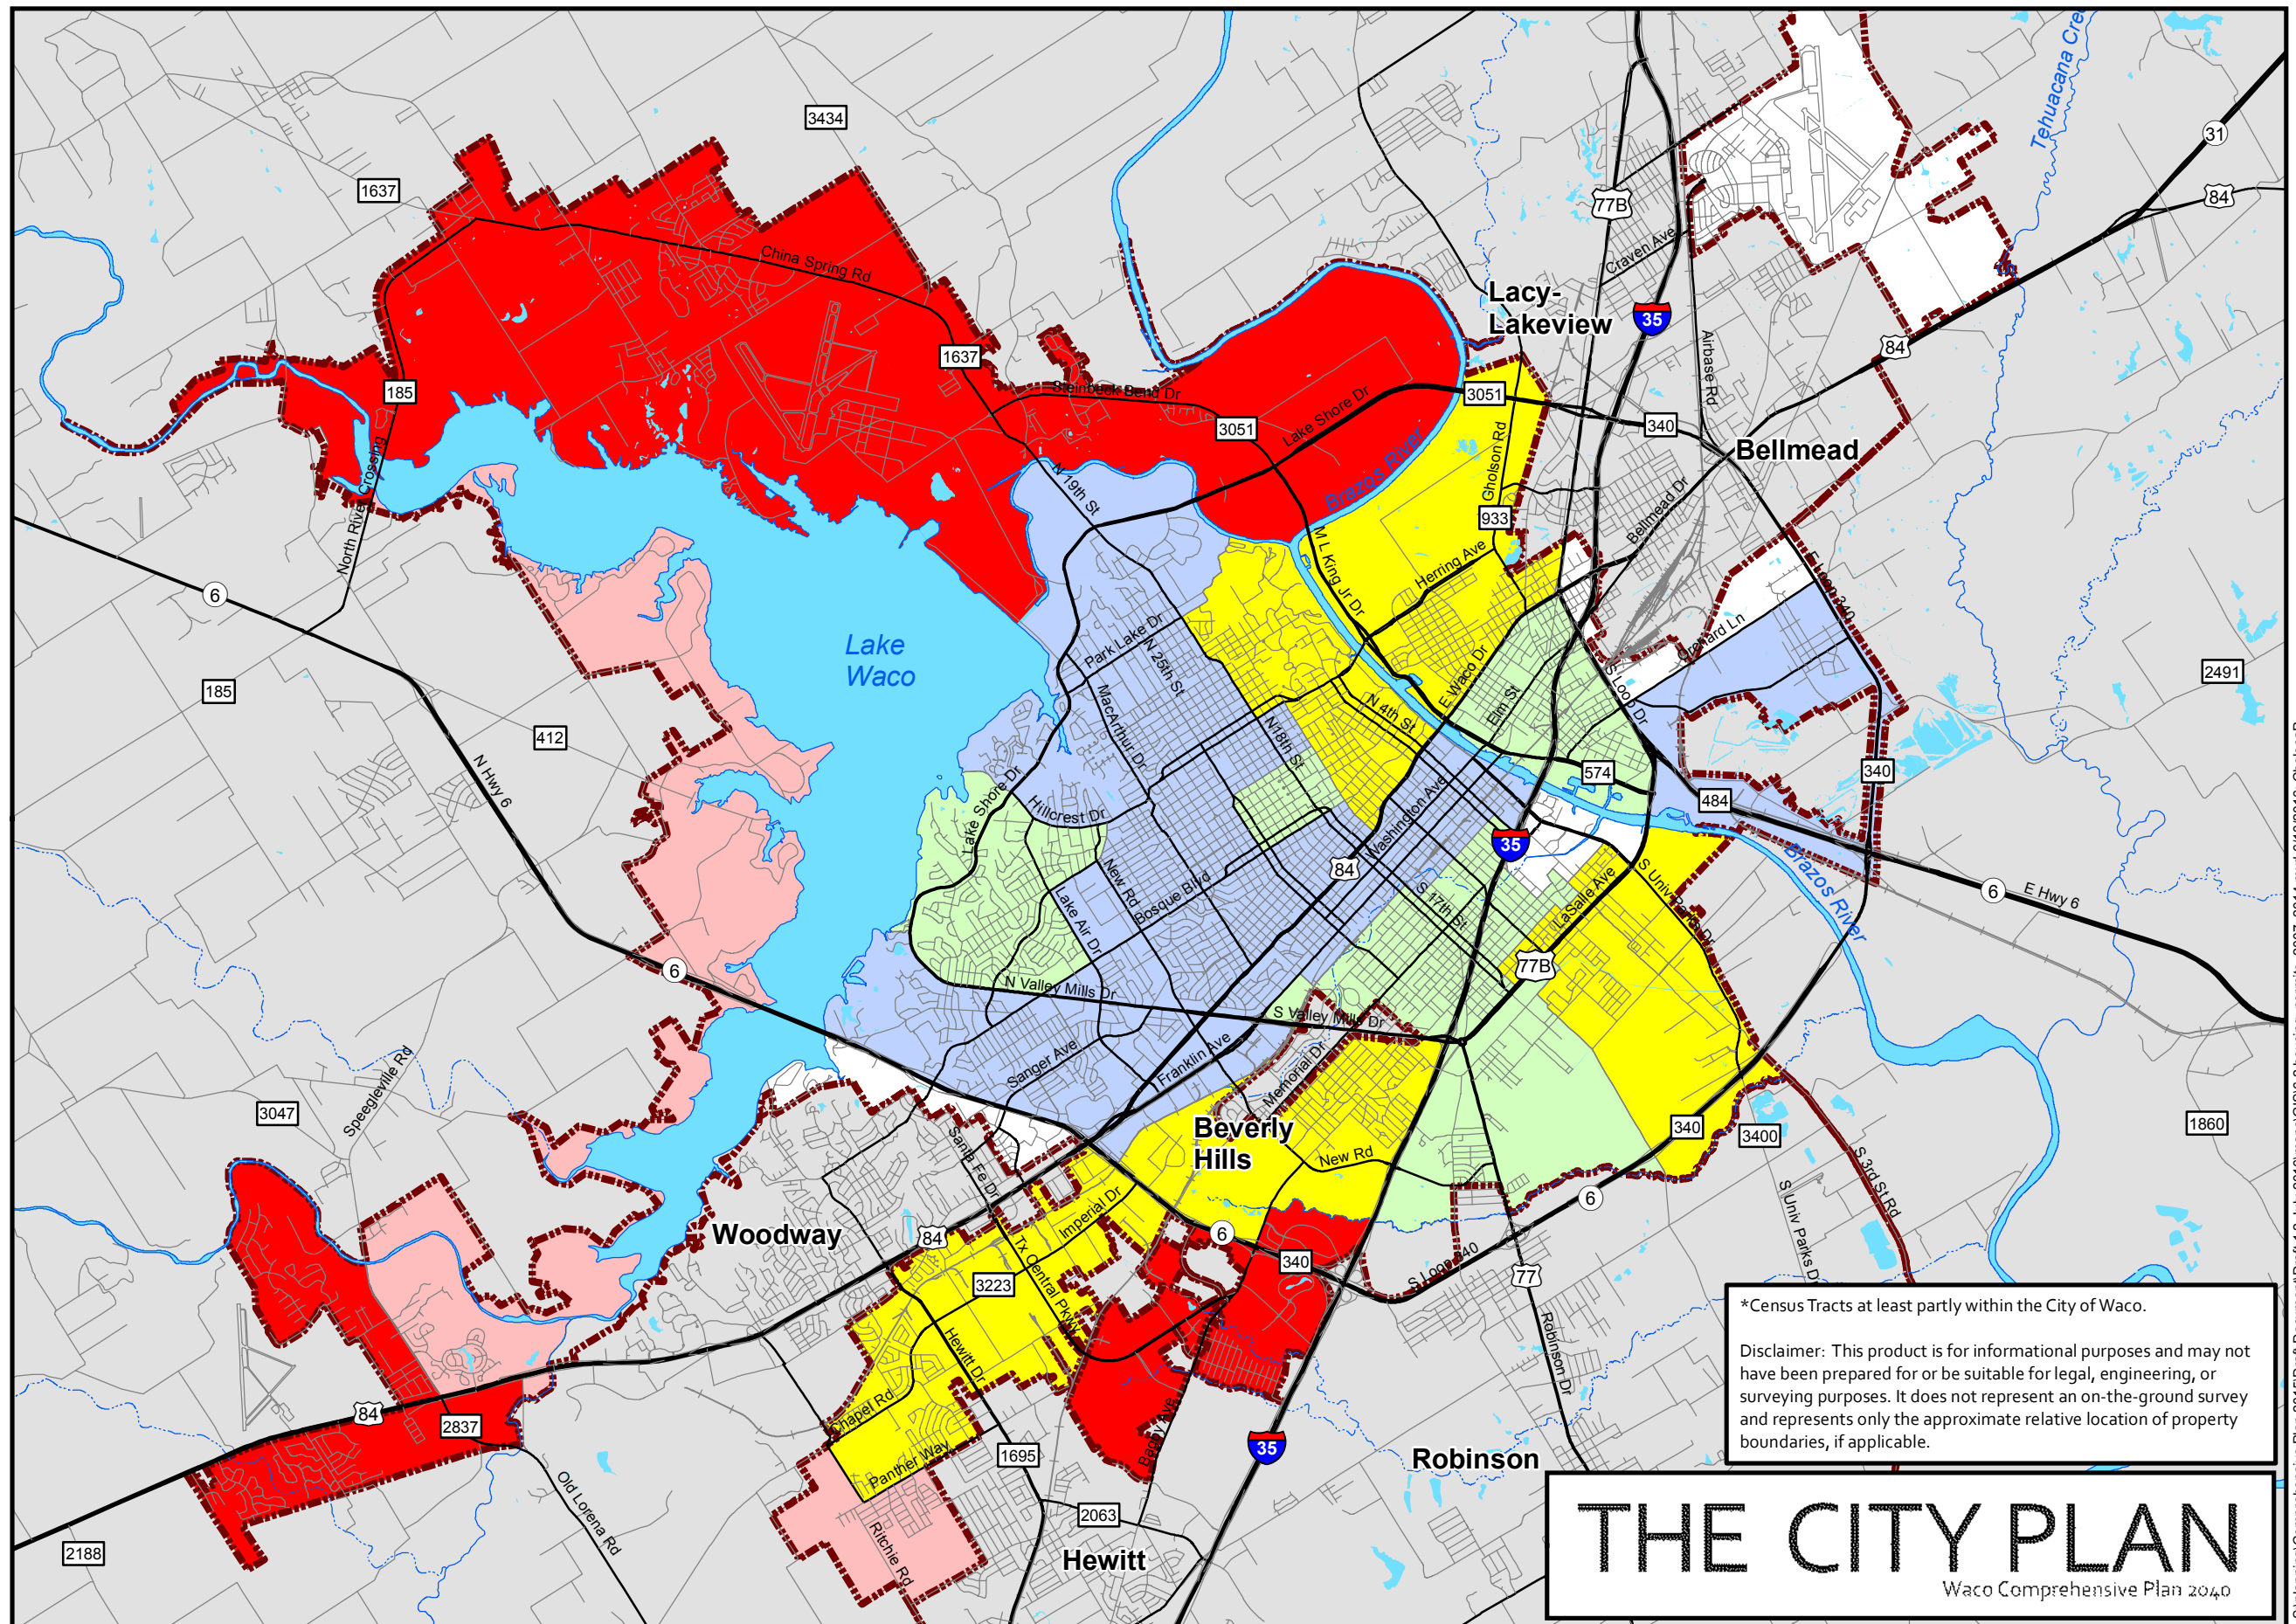 3434
1637
Tehuacana Cree
31
84
77B
Craven Ave
China Spring Rd
Lacy-
Lakeview
35
Airbase Rd
84
1637
185
Steinbeck Bend Dr
3051
Lake Shore Dr
3051
340
Gholson Rd
Bellmead
Brazos River
North River Crossing
N 19th St
933
Bellmead Dr
M L King Jr Dr
Herring Ave
E Loop 340
6
Lake
Waco
Park Lake Dr
N 25th St
Orchard Ln
S Loop Dr
185
2491
MacArthur Dr
E Waco Dr
Elm St
N 4th St
N 18th St
412
N Hwy 6
574
340
484
Lake Shore Dr
Hillcrest Dr
Washington Ave
35
84
New Rd
Bosque Blvd
Lake Air Dr
S 17th St
LaSalle Ave
S Univ Parks Dr
Brazos River
6
E Hwy 6
6
77B
N Valley Mills Dr
S Valley Mills Dr
Sanger Ave
Franklin Ave
Memorial Dr
Speegleville Rd
3047
Beverly
Hills
340
3400
1860
Santa Fe Dr
New Rd
S 3rd St Rd
6
S Univ Parks Dr
Imperial Dr
Woodway
84
6
340
S Loop 340
77
Tx Central Pkwy
3223
Robinson Dr
Hewitt Dr
*Census Tracts at least partly within the City of Waco.
Disclaimer: This product is for informational purposes and may not
have been prepared for or be suitable for legal, engineering, or
surveying purposes. It does not represent an on-the-ground survey
and represents only the approximate relative location of property
boundaries, if applicable.
84
2837
Chapel Rd
Bagby Ave
35
Robinson
1695
Panther Way
Old Lorena Rd
2063
Ritchie Rd
2188
Hewitt
THE CITY PLAN
Waco Comprehensive Plan 2040